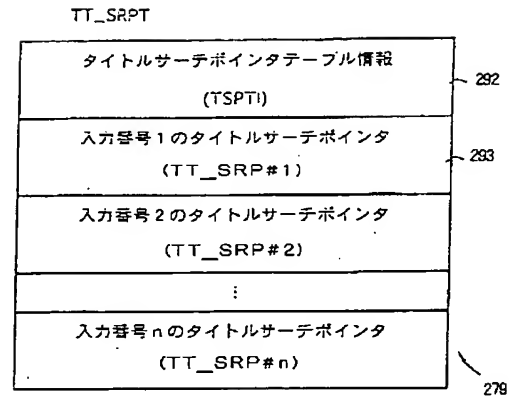 TT_SRPT
タイトルサーチポインタテーブル情報
(TSPTI)
292
入力番号1のタイトルサーチポインタ
(TT_SRP#1)
293
入力番号2のタイトルサーチポインタ
(TT_SRP#2)
⋮
入力番号nのタイトルサーチポインタ
(TT_SRP#n)
279